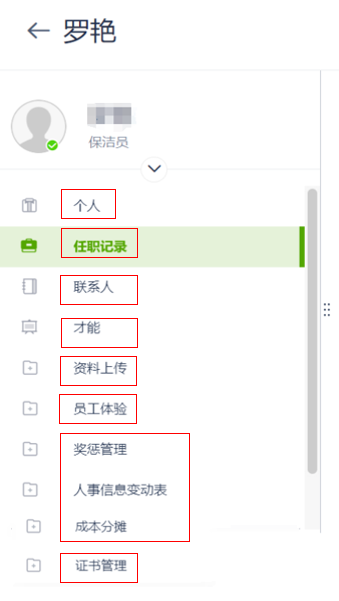 罗艳
保洁员
个人
任职记录
联系人
才能
资料上传
员工体验
奖惩管理
人事信息变动表
成本分摊
证书管理